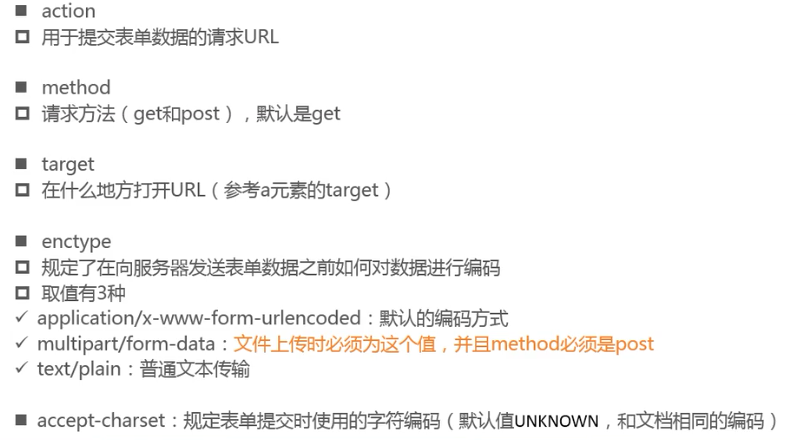 ■ action
□ 用于提交表单数据的请求URL
■ method
□ 请求方法（get和post），默认是get
■ target
□ 在什么地方打开URL（参考a元素的target）
■ enctype
□ 规定了在向服务器发送表单数据之前如何对数据进行编码
□ 取值有3种
✓ application/x-www-form-urlencoded：默认的编码方式
✓ multipart/form-data：文件上传时必须为这个值，并且method必须是post
✓ text/plain：普通文本传输
■ accept-charset：规定表单提交时使用的字符编码（默认值UNKNOWN，和文档相同的编码）